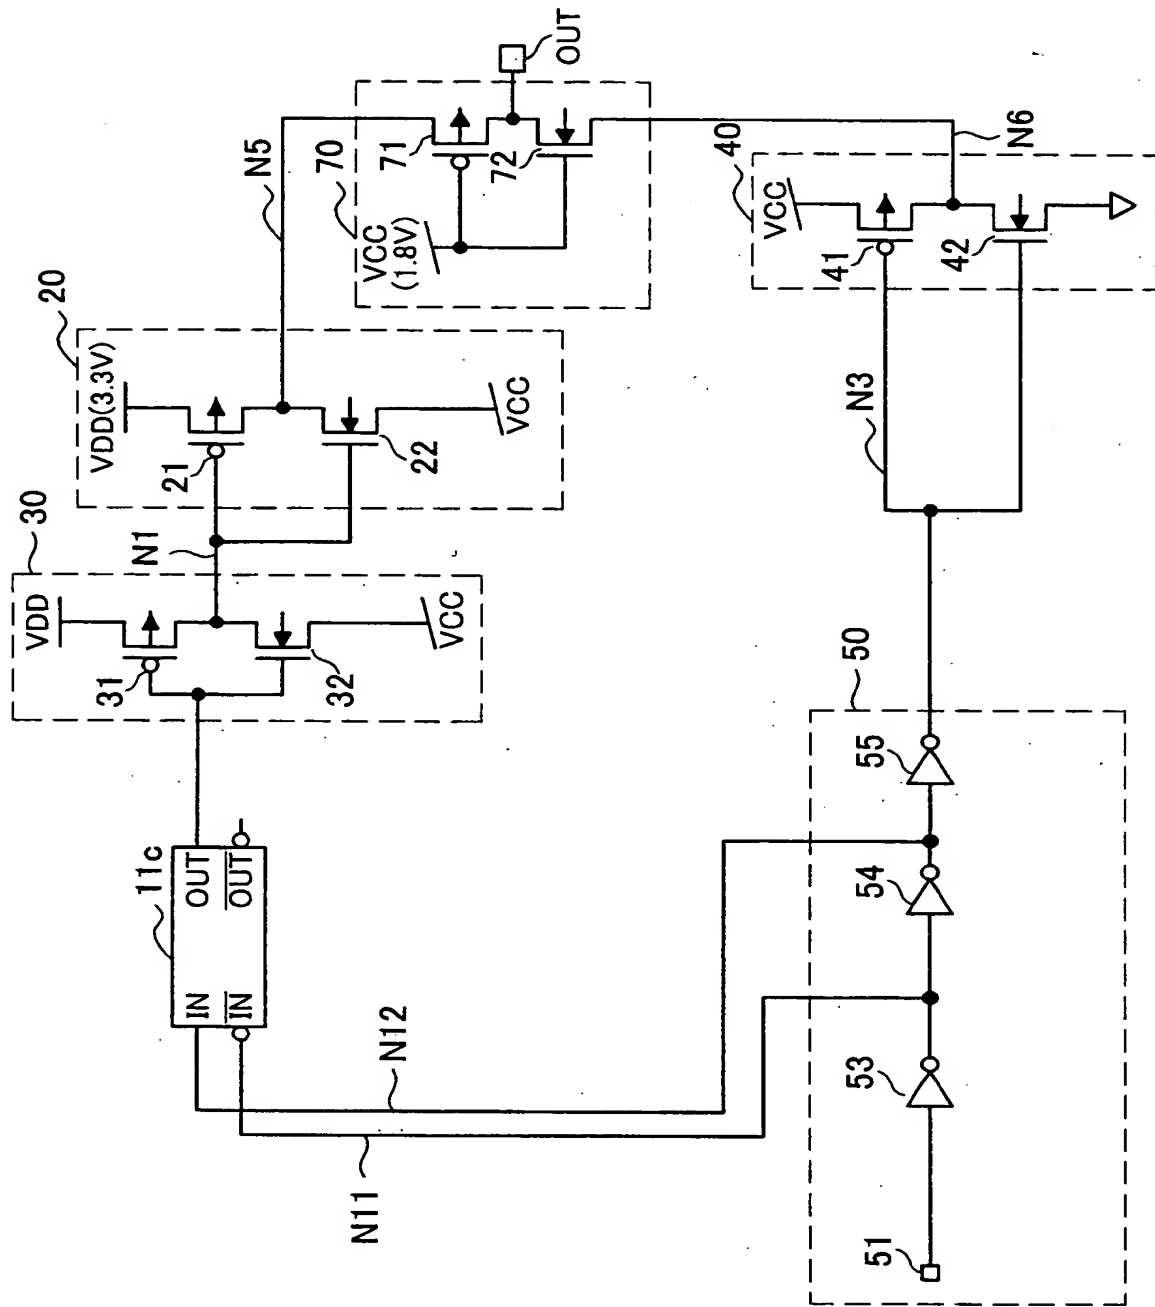 20
VDD(3.3V)
21
22
VCC
N5
30
VDD
31
32
VCC
N1
70
VCC
(1.8V)
71
72
OUT
11c
IN
OUT
IN
OUT
N12
N11
40
VCC
41
42
N6
N3
50
51
53
54
55